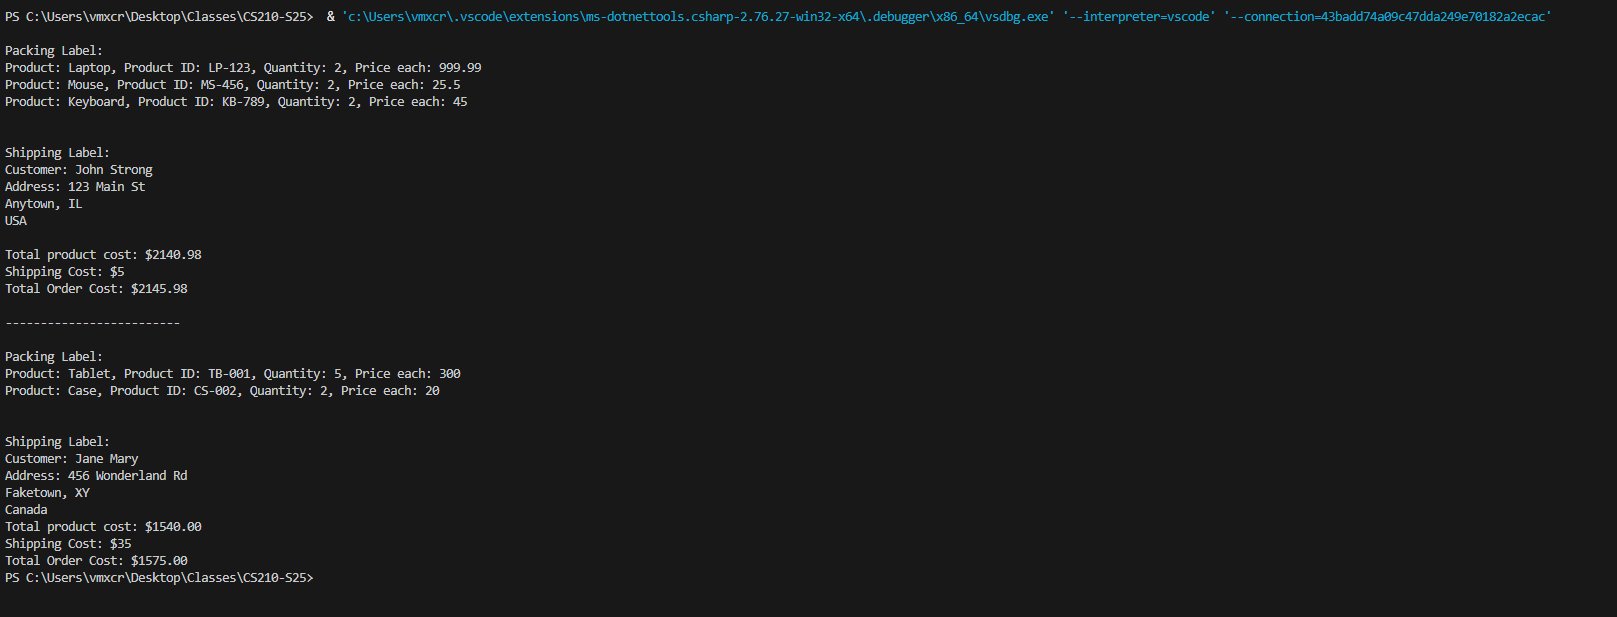 PS C:\Users\vmxcr\Desktop\Classes\CS210-S25>  & 'c:\Users\vmxcr\.vscode\extensions\ms-dotnettools.csharp-2.76.27-win32-x64\.debugger\x86_64\vsdbg.exe' '--interpreter=vscode' '--connection=43badd74a09c47dda249e70182a2ecac'
Packing Label:
Product: Laptop, Product ID: LP-123, Quantity: 2, Price each: 999.99
Product: Mouse, Product ID: MS-456, Quantity: 2, Price each: 25.5
Product: Keyboard, Product ID: KB-789, Quantity: 2, Price each: 45
Shipping Label:
Customer: John Strong
Address: 123 Main St
Anytown, IL
USA
Total product cost: $2140.98
Shipping Cost: $5
Total Order Cost: $2145.98
-------------------------
Packing Label:
Product: Tablet, Product ID: TB-001, Quantity: 5, Price each: 300
Product: Case, Product ID: CS-002, Quantity: 2, Price each: 20
Shipping Label:
Customer: Jane Mary
Address: 456 Wonderland Rd
Faketown, XY
Canada
Total product cost: $1540.00
Shipping Cost: $35
Total Order Cost: $1575.00
PS C:\Users\vmxcr\Desktop\Classes\CS210-S25>